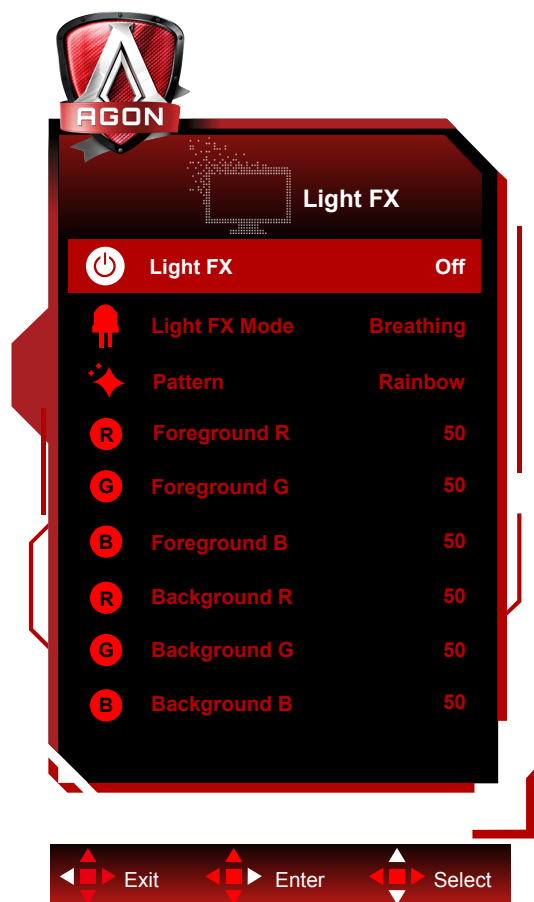 AGON
Light FX
Light FX Off
Light FX Mode Breathing
Pattern Rainbow
R Foreground R 50
G Foreground G 50
B Foreground B 50
R Background R 50
G Background G 50
B Background B 50
Exit Enter Select